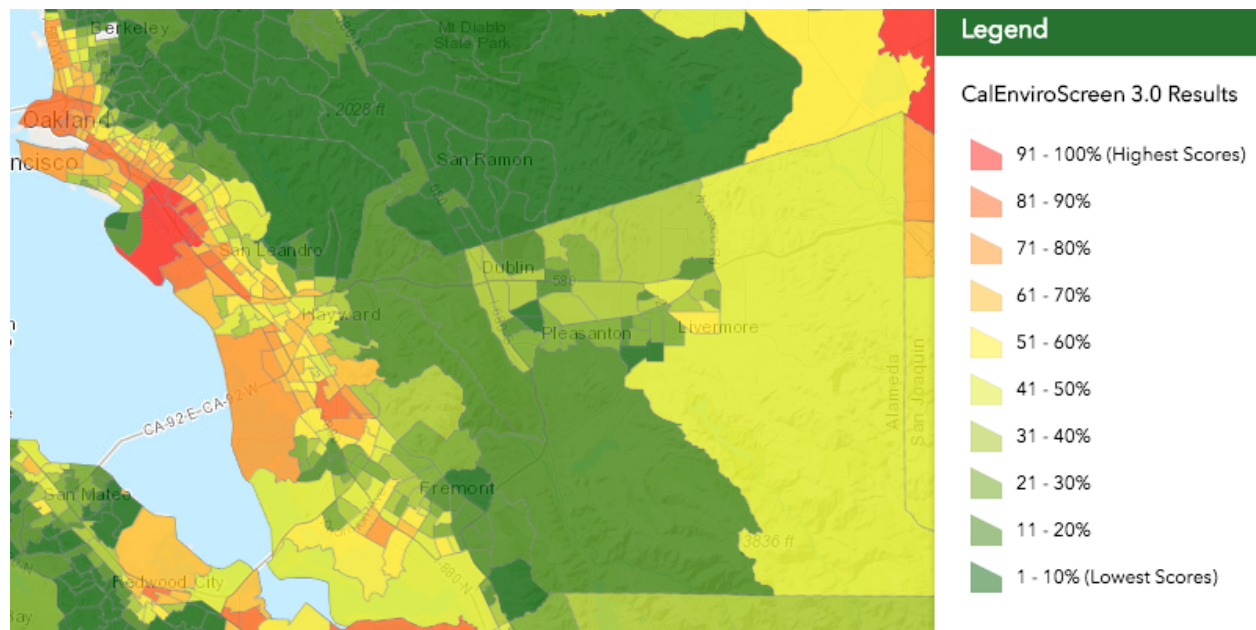 Berkeley
Mt Diabl
State Park
2028 ft
Oakland
ncisco
San Ramon
San Leandro
Dublin
580
Hayward
Pleasanton
Livermore
CA-92 E-CA-92 W
Alameda
San Joaquin
San Mateo
Fremont
3836 ft
Redwood City
Bay
Legend
CalEnviroScreen 3.0 Results
91 - 100% (Highest Scores)
81 - 90%
71 - 80%
61 - 70%
51 - 60%
41 - 50%
31 - 40%
21 - 30%
11 - 20%
1 - 10% (Lowest Scores)